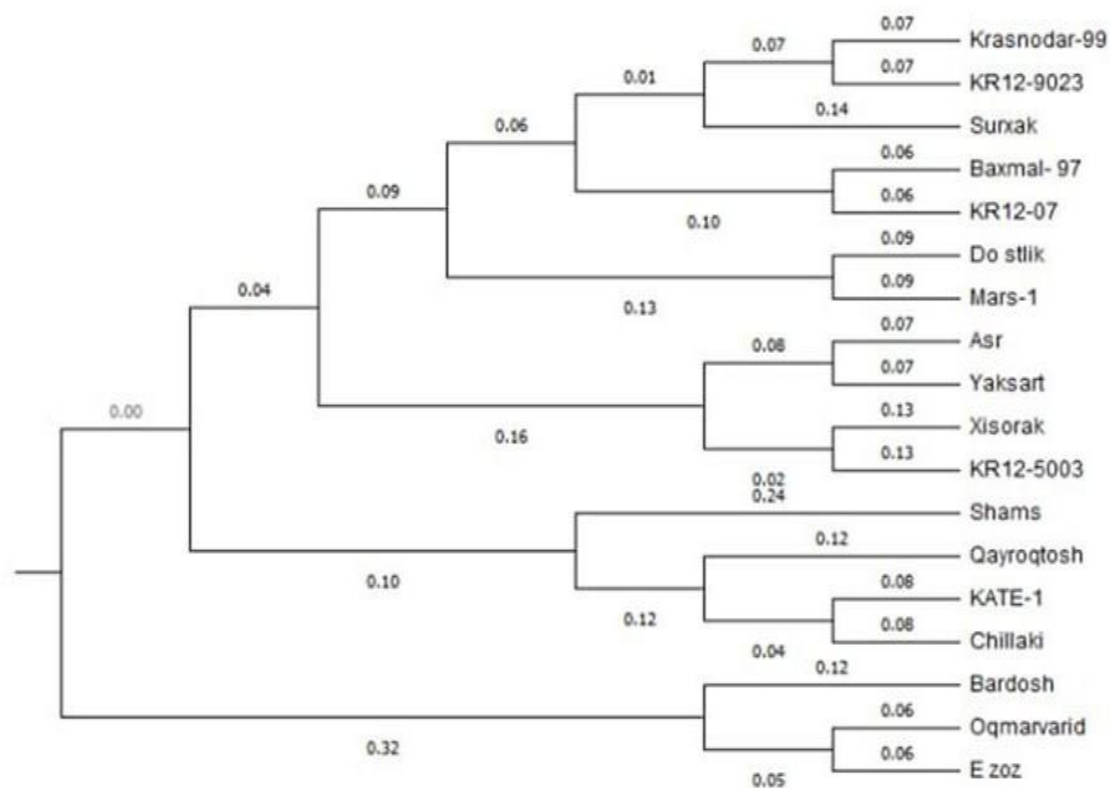 0.07
Krasnodar-99
0.07
0.07
KR12-9023
0.01
0.14
Surxak
0.06
0.06
Baxmal- 97
0.06
KR12-07
0.09
0.10
0.09
Do stlik
0.09
Mars-1
0.04
0.13
0.07
Asr
0.08
0.07
Yaksart
0.00
0.13
Xisorak
0.16
0.13
KR12-5003
0.02
0.24
Shams
0.12
Qayroqtosh
0.10
0.08
KATE-1
0.12
0.08
Chillaki
0.04
0.12
Bardosh
0.06
Oqmarvarid
0.32
0.06
E zoz
0.05